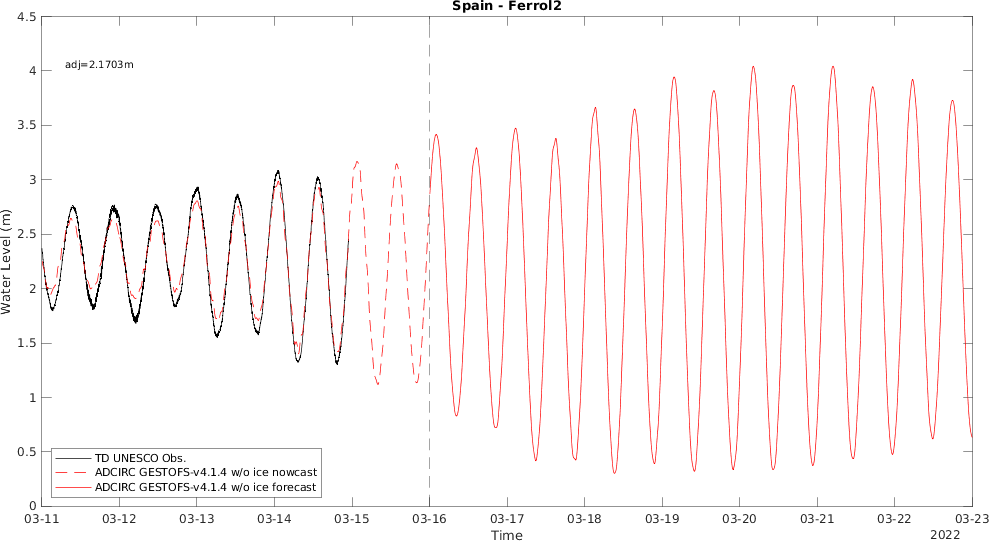 Spain - Ferrol2
adj=2.1703m
4.5
4
3.5
3
2.5
2
1.5
1
0.5
0
Water Level (m)
TD UNESCO Obs.
ADCIRC GESTOFS-v4.1.4 w/o ice nowcast
ADCIRC GESTOFS-v4.1.4 w/o ice forecast
03-11 03-12 03-13 03-14 03-15 03-16 03-17 03-18 03-19 03-20 03-21 03-22 03-23
Time
2022